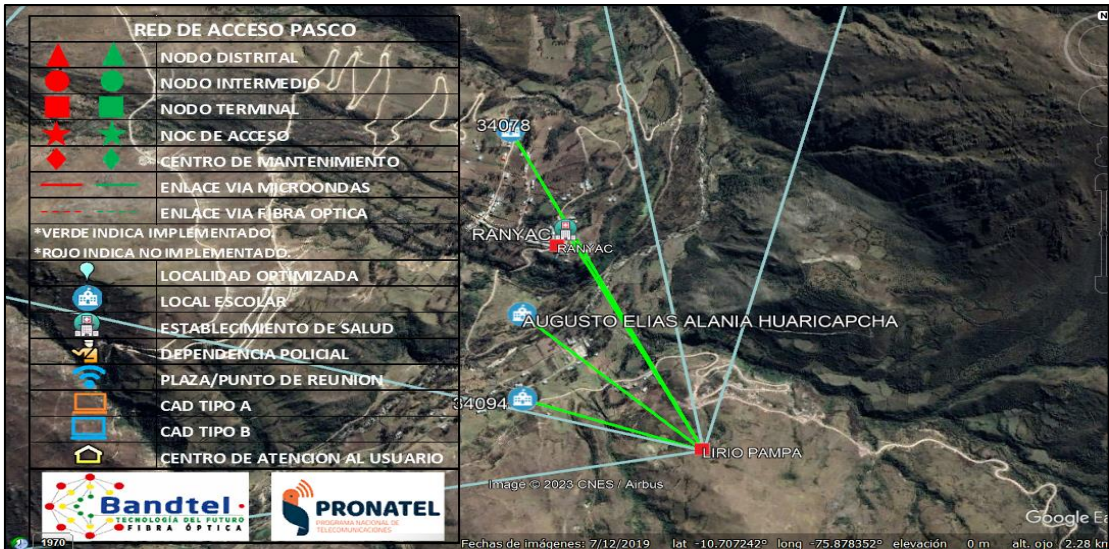 RED DE ACCESO PASCO
NODO DISTRITAL
NODO INTERMEDIO
NODO TERMINAL
NOC DE ACCESO
CENTRO DE MANTENIMIENTO
ENLACE VIA MICROONDAS
ENLACE VIA FIBRA OPTICA
*VERDE INDICA IMPLEMENTADO.
*ROJO INDICA NO IMPLEMENTADO.
LOCALIDAD OPTIMIZADA
LOCAL ESCOLAR
ESTABLECIMIENTO DE SALUD
DEPENDENCIA POLICIAL
PLAZA/PUNTO DE REUNION
CAD TIPO A
CAD TIPO B
CENTRO DE ATENCION AL USUARIO
Bandtel
TECNOLOGÍA DEL FUTURO
FIBRA ÓPTICA
PRONATEL
PROGRAMA NACIONAL DE
TELECOMUNICACIONES
1970
N
34078
RANYAC
RANYAC
AUGUSTO ELIAS ALANIA HUARICAPCHA
34094
LIRIO PAMPA
Image © 2023 CNES / Airbus
Google Ea
Fechas de imágenes: 7/12/2019 lat -10.707242° long -75.878352° elevación 0 m alt. ojo 2.28 km